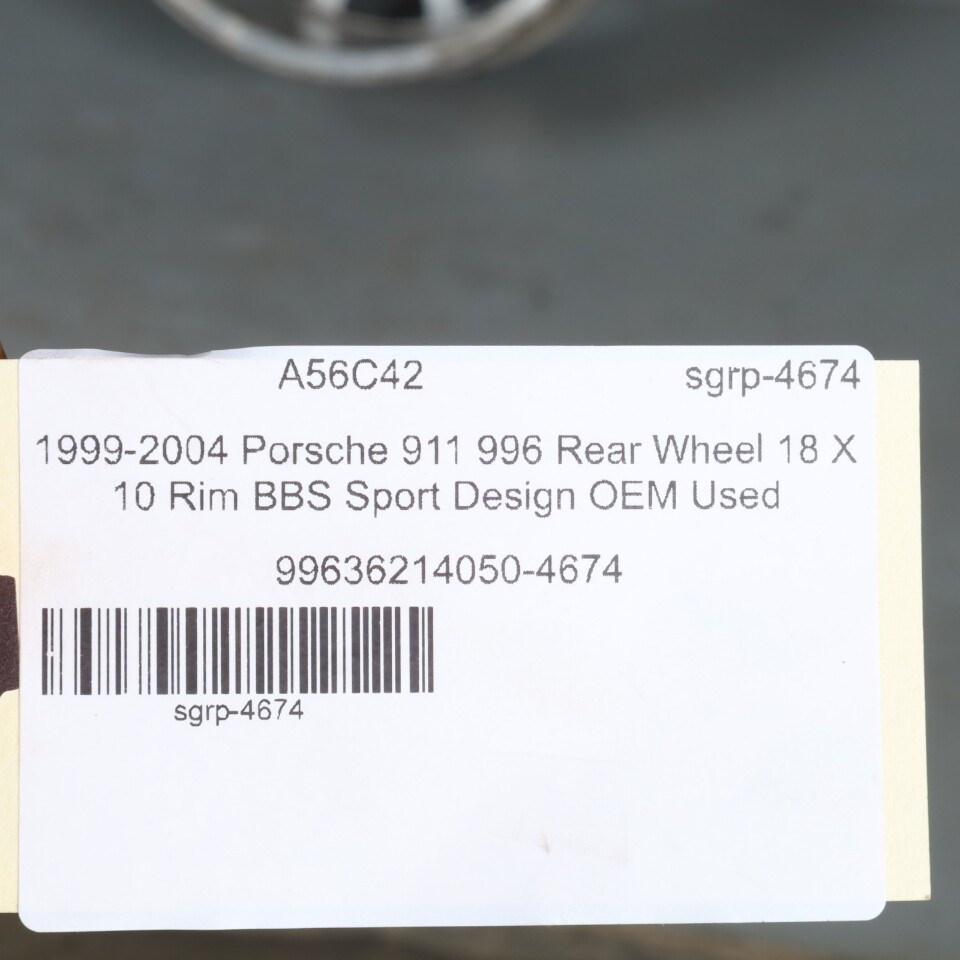 A56C42 sgrp-4674
1999-2004 Porsche 911 996 Rear Wheel 18 X
10 Rim BBS Sport Design OEM Used
99636214050-4674
sgrp-4674